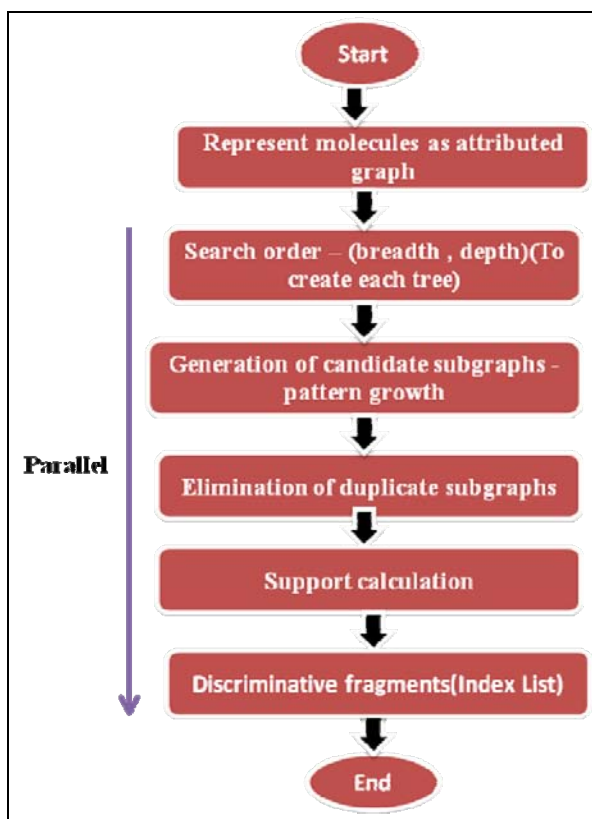 Start
Represent molecules as attributed
graph
Search order – (breadth , depth)(To
create each tree)
Generation of candidate subgraphs -
pattern growth
Parallel
Elimination of duplicate subgraphs
Support calculation
Discriminative fragments(Index List)
End